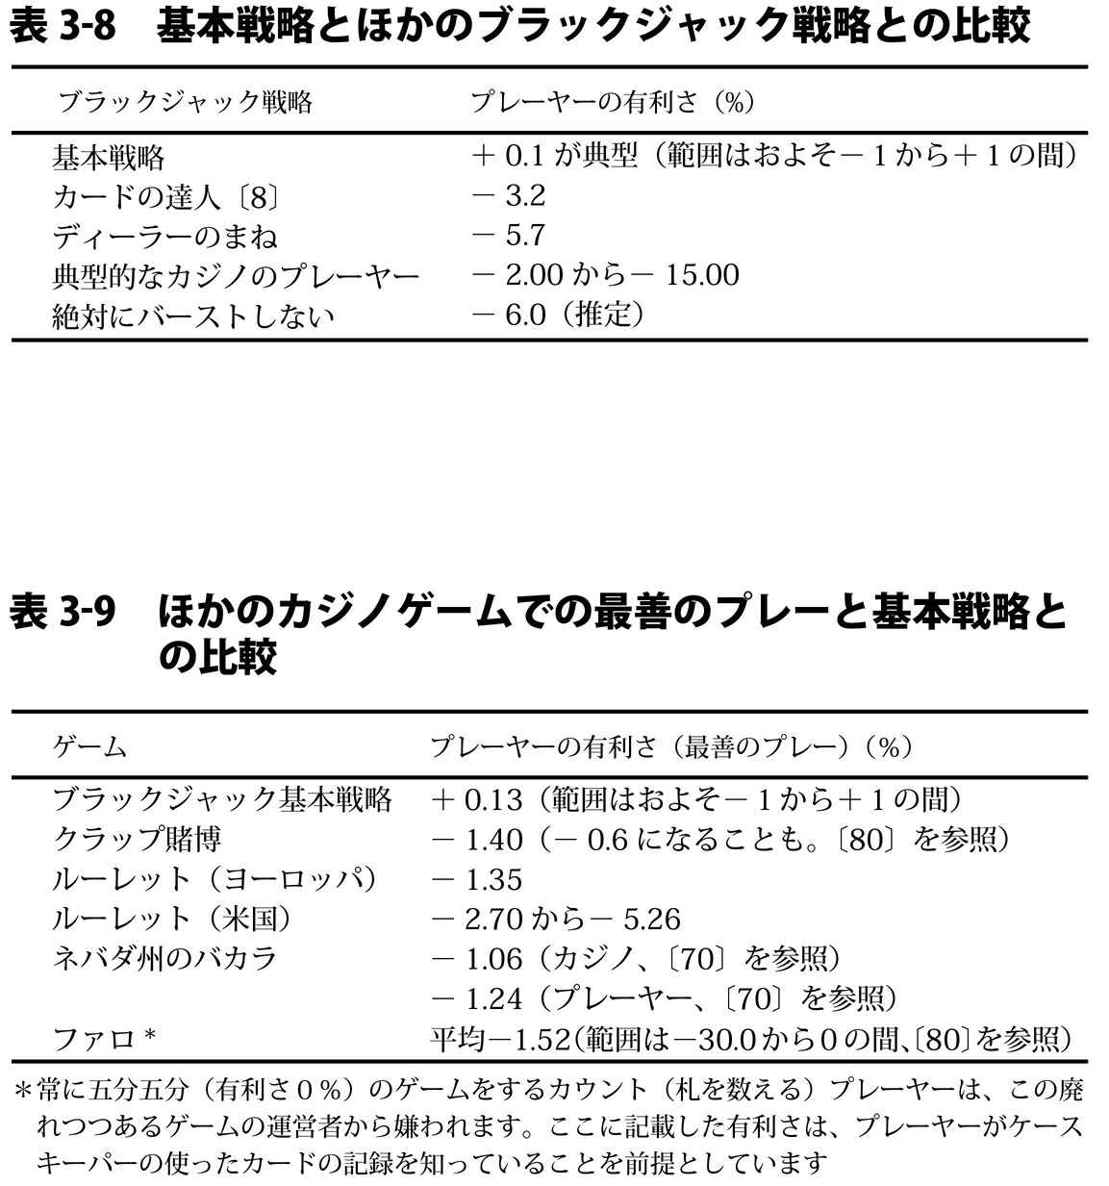 表 3-8　基本戦略とほかのブラックジャック戦略との比較
ブラックジャック戦略　プレーヤーの有利さ（%）
基本戦略　＋ 0.1 が典型（範囲はおよそ− 1 から＋ 1 の間）
カードの達人〔8〕　− 3.2
ディーラーのまね　− 5.7
典型的なカジノのプレーヤー　− 2.00 から− 15.00
絶対にバーストしない　− 6.0（推定）
表 3-9　ほかのカジノゲームでの最善のプレーと基本戦略と
の比較
ゲーム　プレーヤーの有利さ（最善のプレー）（%）
ブラックジャック基本戦略　＋ 0.13（範囲はおよそ− 1 から＋ 1 の間）
クラップ賭博　− 1.40（− 0.6 になることも。〔80〕を参照）
ルーレット（ヨーロッパ）　− 1.35
ルーレット（米国）　− 2.70 から− 5.26
ネバダ州のバカラ　− 1.06（カジノ、〔70〕を参照）
− 1.24（プレーヤー、〔70〕を参照）
ファロ＊　平均−1.52（範囲は−30.0から0の間、〔80〕を参照）
＊常に五分五分（有利さ０％）のゲームをするカウント（札を数える）プレーヤーは、この廃
れつつあるゲームの運営者から嫌われます。ここに記載した有利さは、プレーヤーがケース
キーパーの使ったカードの記録を知っていることを前提としています